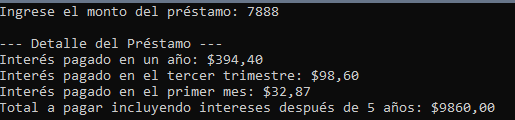 Ingrese el monto del préstamo: 7888
--- Detalle del Préstamo ---
Interés pagado en un año: $394,40
Interés pagado en el tercer trimestre: $98,60
Interés pagado en el primer mes: $32,87
Total a pagar incluyendo intereses después de 5 años: $9860,00